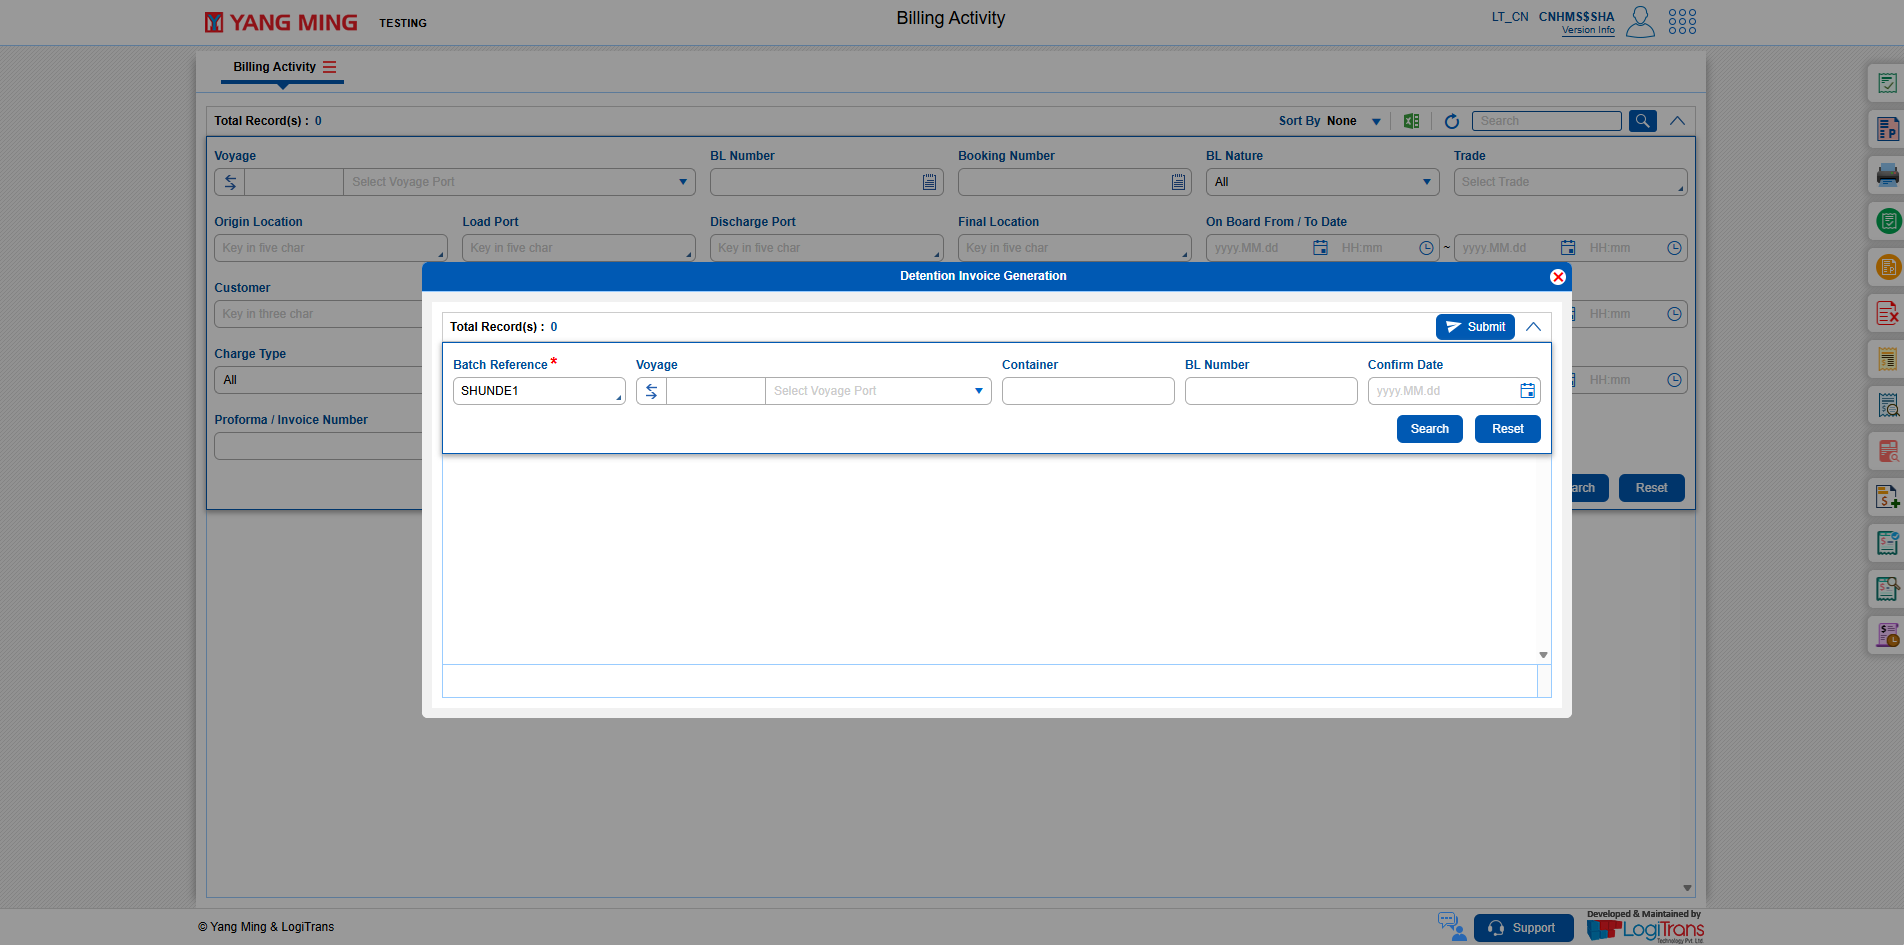 YANG MING TESTING Billing Activity LT_CN CNHMS$SHA
Version Info
Billing Activity
Total Record(s) : 0 Sort By None Search
Voyage BL Number Booking Number BL Nature Trade
Select Voyage Port All Select Trade
Origin Location Load Port Discharge Port Final Location On Board From / To Date
Key in five char Key in five char Key in five char Key in five char yyyy.MM.dd HH:mm ~ yyyy.MM.dd HH:mm
Detention Invoice Generation
Customer
Key in three char HH:mm
Total Record(s) : 0 Submit
Charge Type
Batch Reference * Voyage Container BL Number Confirm Date
All HH:mm
SHUNDE1 Select Voyage Port yyyy.MM.dd
Proforma / Invoice Number
Search Reset
arch Reset
© Yang Ming & LogiTrans Support
Developed & Maintained by
LogiTrans
Technology Pvt. Ltd.